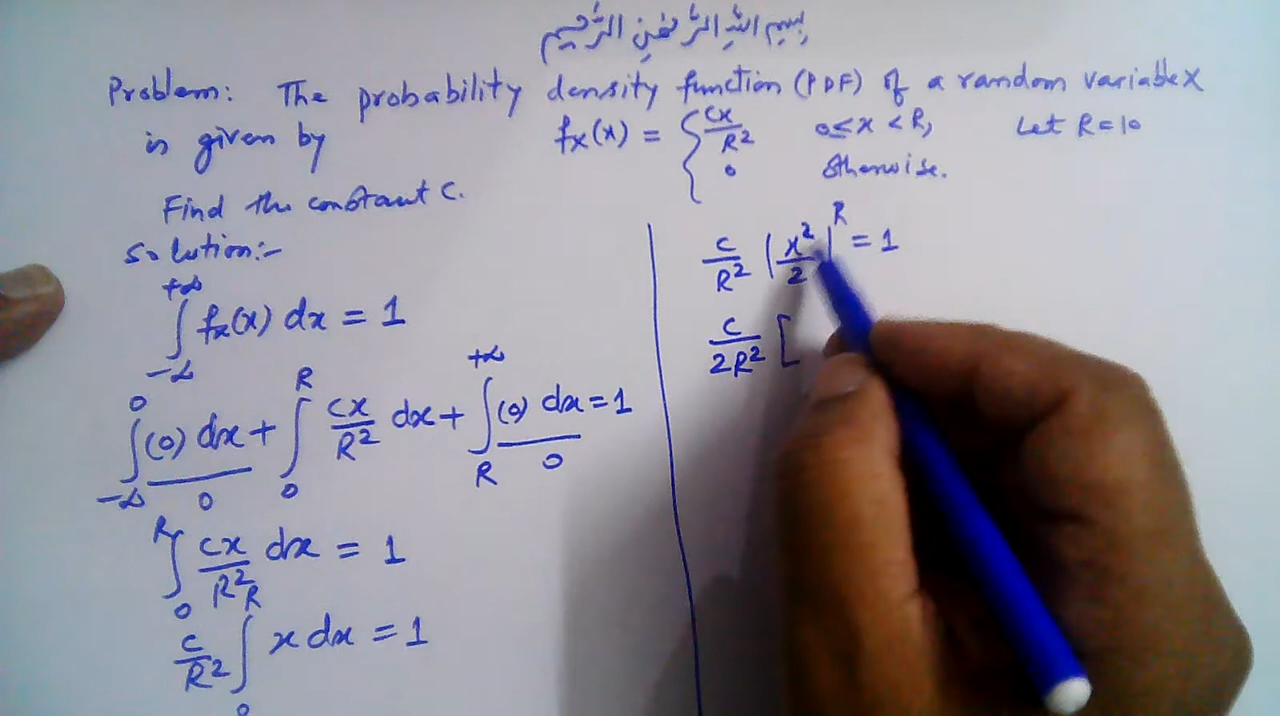 بسم الله الرحمن الرحيم
Problem: The probability density function (PDF) of a random variable X
is given by fx(x) = { cx/R² 0≤x<R, Let R=10
0 otherwise.
Find the constant C.
Solution:-
∫_{-∞}^{+∞} fx(x) dx = 1
∫_{-∞}^{0} (0) dx + ∫_{0}^{R} cx/R² dx + ∫_{R}^{+∞} (0) dx = 1
0 0
∫_{0}^{R} cx/R² dx = 1
c/R² ∫_{0}^{R} x dx = 1
c/R² |x²/2|^R = 1
c/2R² [